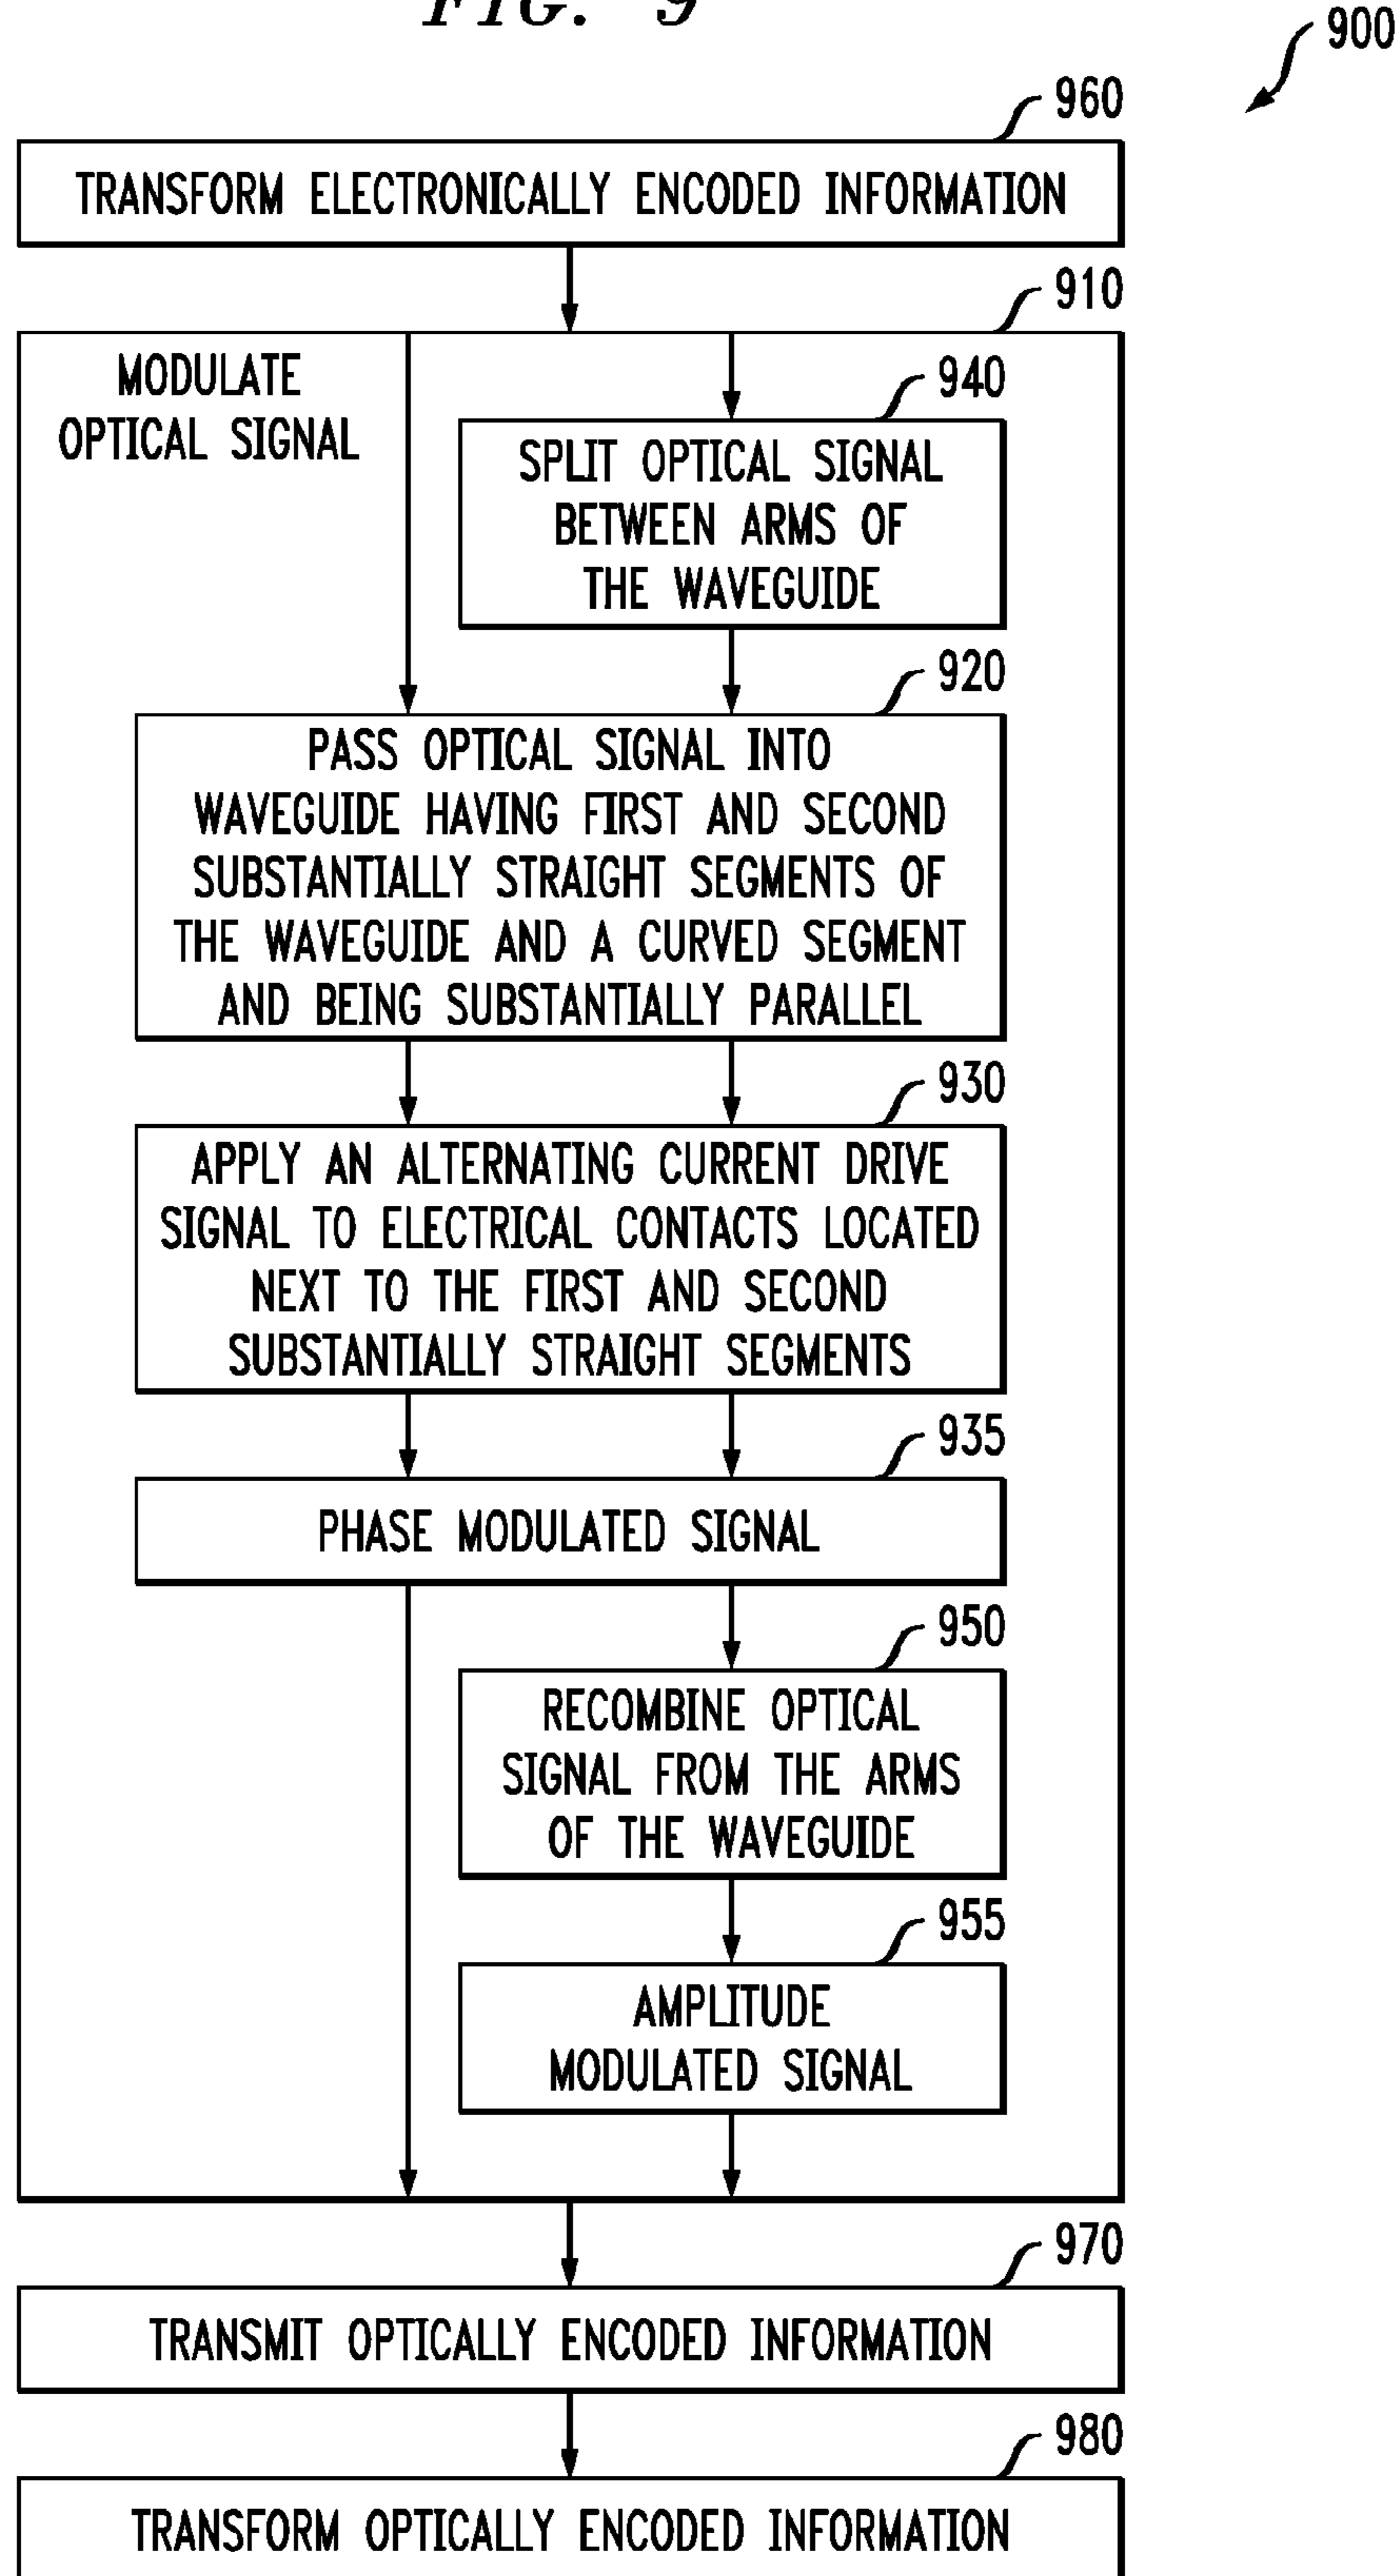 FIG. 9
900
960
TRANSFORM ELECTRONICALLY ENCODED INFORMATION
910
MODULATE
OPTICAL SIGNAL
940
SPLIT OPTICAL SIGNAL
BETWEEN ARMS OF
THE WAVEGUIDE
920
PASS OPTICAL SIGNAL INTO
WAVEGUIDE HAVING FIRST AND SECOND
SUBSTANTIALLY STRAIGHT SEGMENTS OF
THE WAVEGUIDE AND A CURVED SEGMENT
AND BEING SUBSTANTIALLY PARALLEL
930
APPLY AN ALTERNATING CURRENT DRIVE
SIGNAL TO ELECTRICAL CONTACTS LOCATED
NEXT TO THE FIRST AND SECOND
SUBSTANTIALLY STRAIGHT SEGMENTS
935
PHASE MODULATED SIGNAL
950
RECOMBINE OPTICAL
SIGNAL FROM THE ARMS
OF THE WAVEGUIDE
955
AMPLITUDE
MODULATED SIGNAL
970
TRANSMIT OPTICALLY ENCODED INFORMATION
980
TRANSFORM OPTICALLY ENCODED INFORMATION